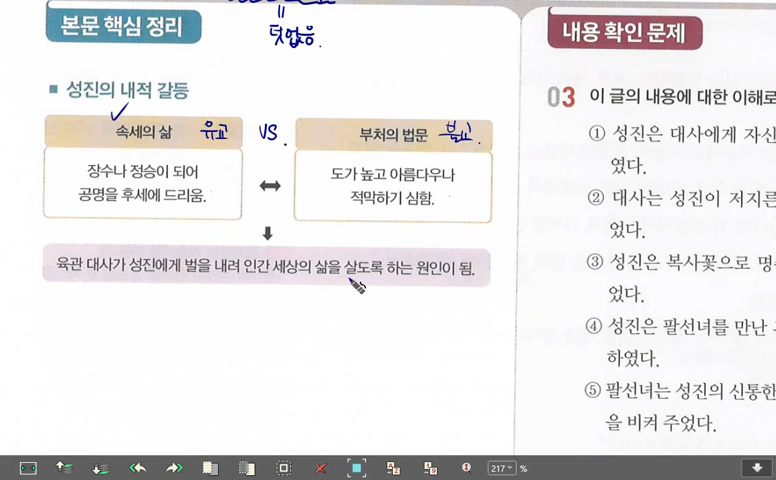 덧없음.
본문 핵심 정리
■ 성진의 내적 갈등
속세의 삶 유교 VS. 부처의 법문 불교.
장수나 정승이 되어
공명을 후세에 드리움.
도가 높고 아름다우나
적막하기 심함.
육관 대사가 성진에게 벌을 내려 인간 세상의 삶을 살도록 하는 원인이 됨.
내용 확인 문제
03 이 글의 내용에 대한 이해로
① 성진은 대사에게 자신
였다.
② 대사는 성진이 저지른
었다.
③ 성진은 복사꽃으로 명
었다.
④ 성진은 팔선녀를 만난
하였다.
⑤ 팔선녀는 성진의 신통한
을 비켜 주었다.
217 %